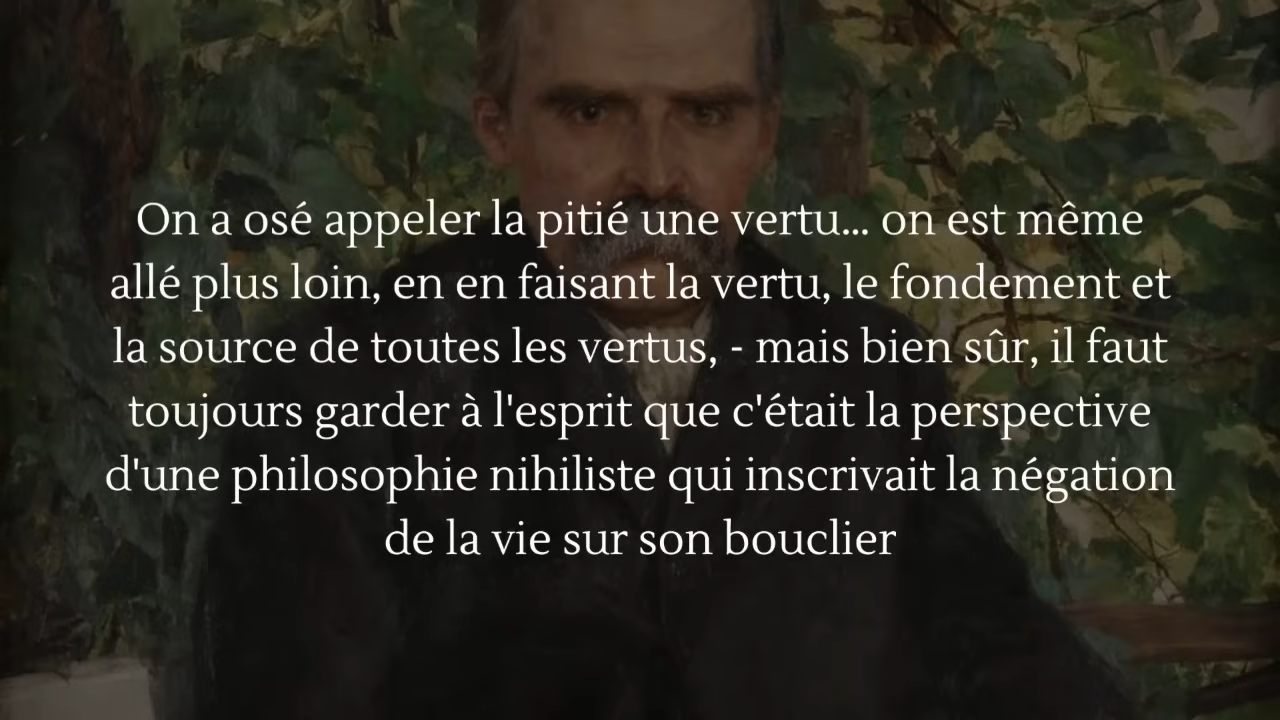 On a osé appeler la pitié une vertu... on est même
allé plus loin, en en faisant la vertu, le fondement et
la source de toutes les vertus, - mais bien sûr, il faut
toujours garder à l'esprit que c'était la perspective
d'une philosophie nihiliste qui inscrivait la négation
de la vie sur son bouclier